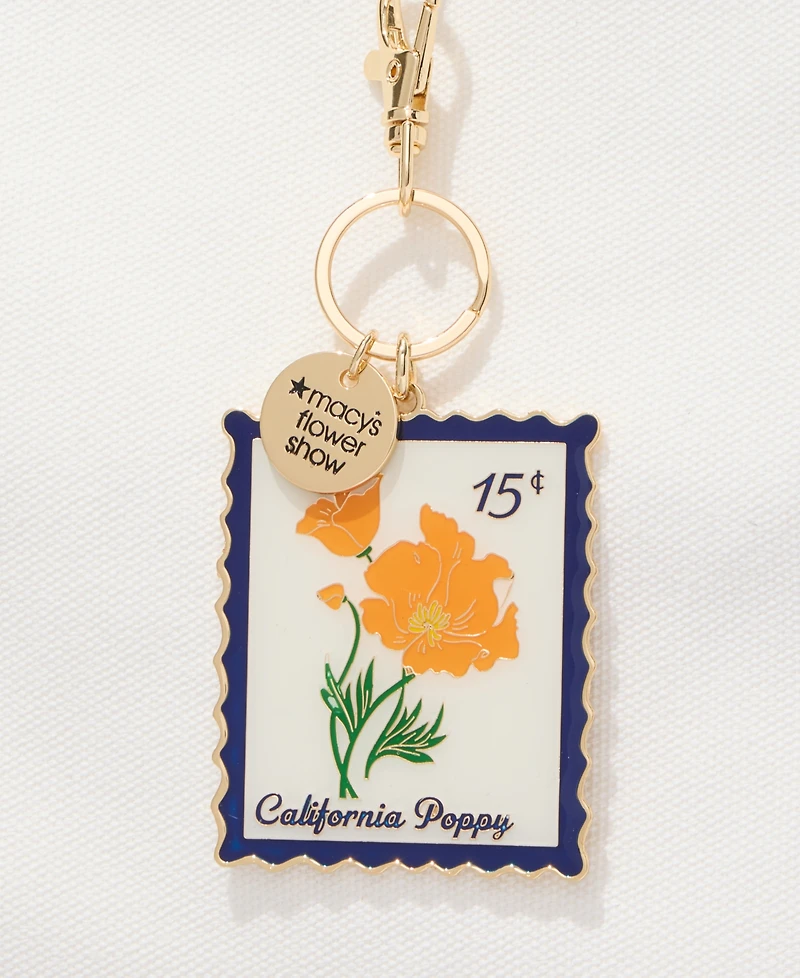 ★macy's
flower
show
15¢
California Poppy